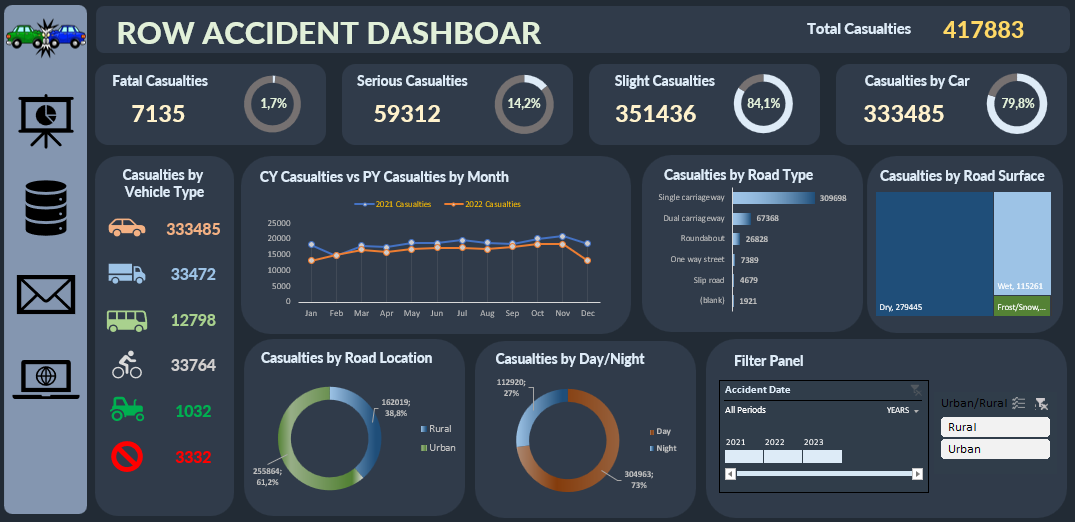 ROW ACCIDENT DASHBOAR
Total Casualties
417883
Fatal Casualties
7135
1,7%
Serious Casualties
59312
14,2%
Slight Casualties
351436
84,1%
Casualties by Car
333485
79,8%
Casualties by
Vehicle Type
333485
33472
12798
33764
1032
3332
CY Casualties vs PY Casualties by Month
2021 Casualties
2022 Casualties
25000
20000
15000
10000
5000
0
Jan Feb Mar Apr May Jun Jul Aug Sep Oct Nov Dec
Casualties by Road Type
Single carriageway 309698
Dual carriageway 67368
Roundabout 26828
One way street 7389
Slip road 4679
(blank) 1921
Casualties by Road Surface
Dry, 279445
Wet, 115261
Frost/Snow,...
Casualties by Road Location
162019;
38,8%
255864;
61,2%
Rural
Urban
Casualties by Day/Night
112920;
27%
304963;
73%
Day
Night
Filter Panel
Accident Date
All Periods
YEARS
2021 2022 2023
Urban/Rural
Rural
Urban